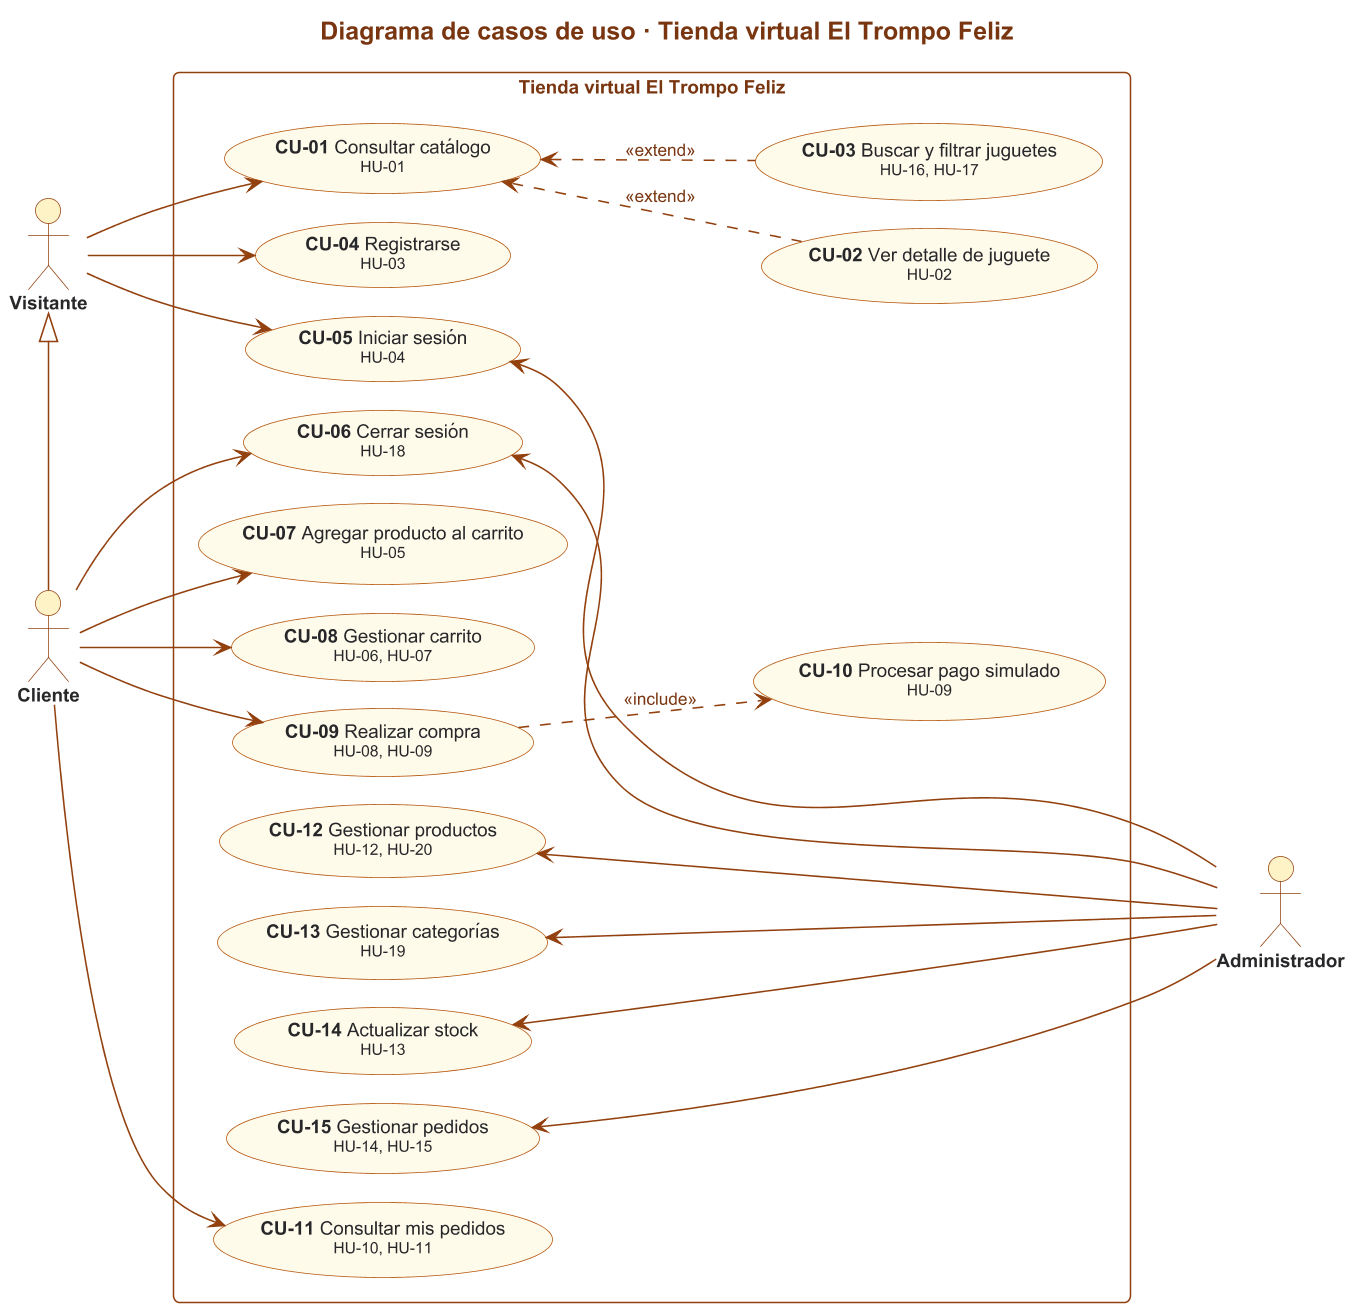 Diagrama de casos de uso · Tienda virtual El Trompo Feliz
Tienda virtual El Trompo Feliz
CU-01 Consultar catálogo
HU-01
«extend»
CU-03 Buscar y filtrar juguetes
HU-16, HU-17
«extend»
CU-02 Ver detalle de juguete
HU-02
CU-04 Registrarse
HU-03
Visitante
CU-05 Iniciar sesión
HU-04
CU-06 Cerrar sesión
HU-18
CU-07 Agregar producto al carrito
HU-05
CU-08 Gestionar carrito
HU-06, HU-07
Cliente
CU-09 Realizar compra
HU-08, HU-09
«include»
CU-10 Procesar pago simulado
HU-09
CU-12 Gestionar productos
HU-12, HU-20
CU-13 Gestionar categorías
HU-19
Administrador
CU-14 Actualizar stock
HU-13
CU-15 Gestionar pedidos
HU-14, HU-15
CU-11 Consultar mis pedidos
HU-10, HU-11